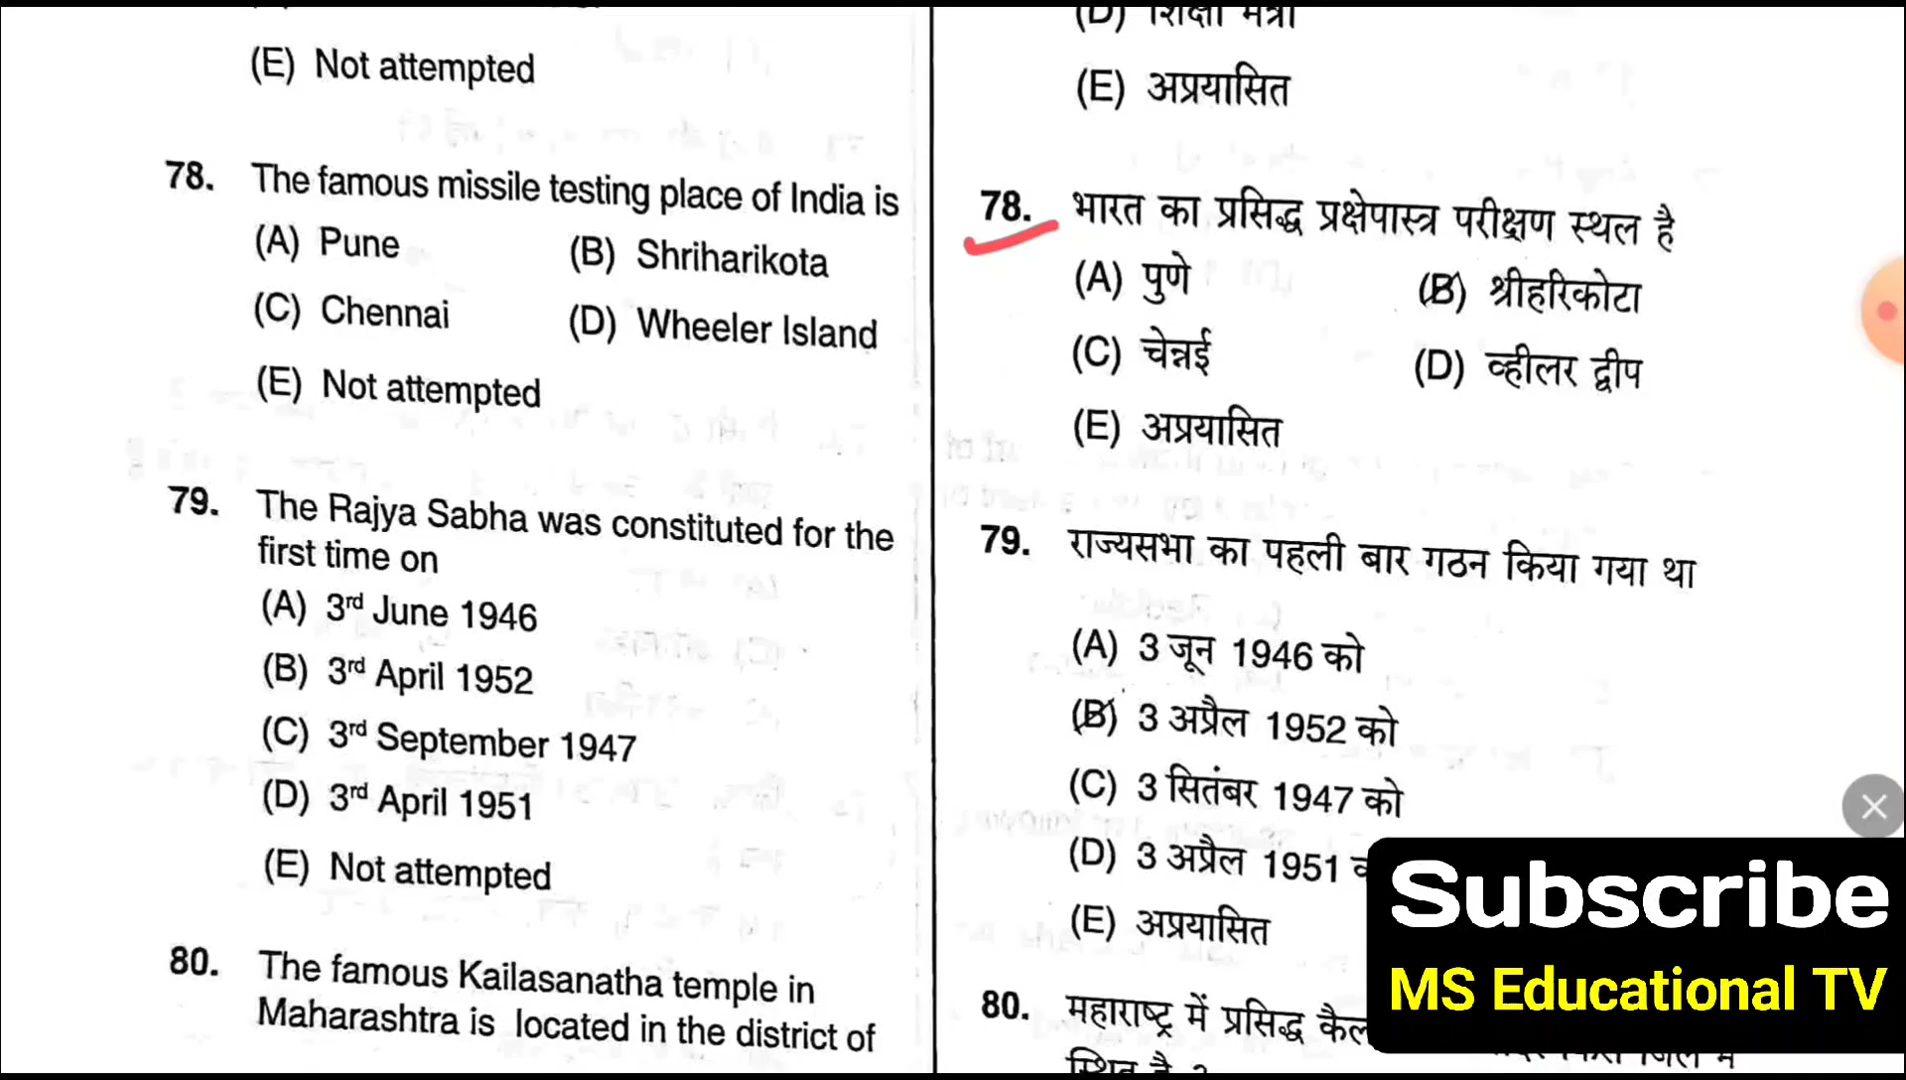 (E) Not attempted
78. The famous missile testing place of India is
(A) Pune (B) Shriharikota
(C) Chennai (D) Wheeler Island
(E) Not attempted
79. The Rajya Sabha was constituted for the
first time on
(A) 3rd June 1946
(B) 3rd April 1952
(C) 3rd September 1947
(D) 3rd April 1951
(E) Not attempted
80. The famous Kailasanatha temple in
Maharashtra is located in the district of
(D) शिक्षा मंत्री
(E) अप्रयासित
78. भारत का प्रसिद्ध प्रक्षेपास्त्र परीक्षण स्थल है
(A) पुणे (B) श्रीहरिकोटा
(C) चेन्नई (D) व्हीलर द्वीप
(E) अप्रयासित
79. राज्यसभा का पहली बार गठन किया गया था
(A) 3 जून 1946 को
(B) 3 अप्रैल 1952 को
(C) 3 सितंबर 1947 को
(D) 3 अप्रैल 1951
(E) अप्रयासित
80. महाराष्ट्र में प्रसिद्ध
स्थित है ?
Subscribe
MS Educational TV